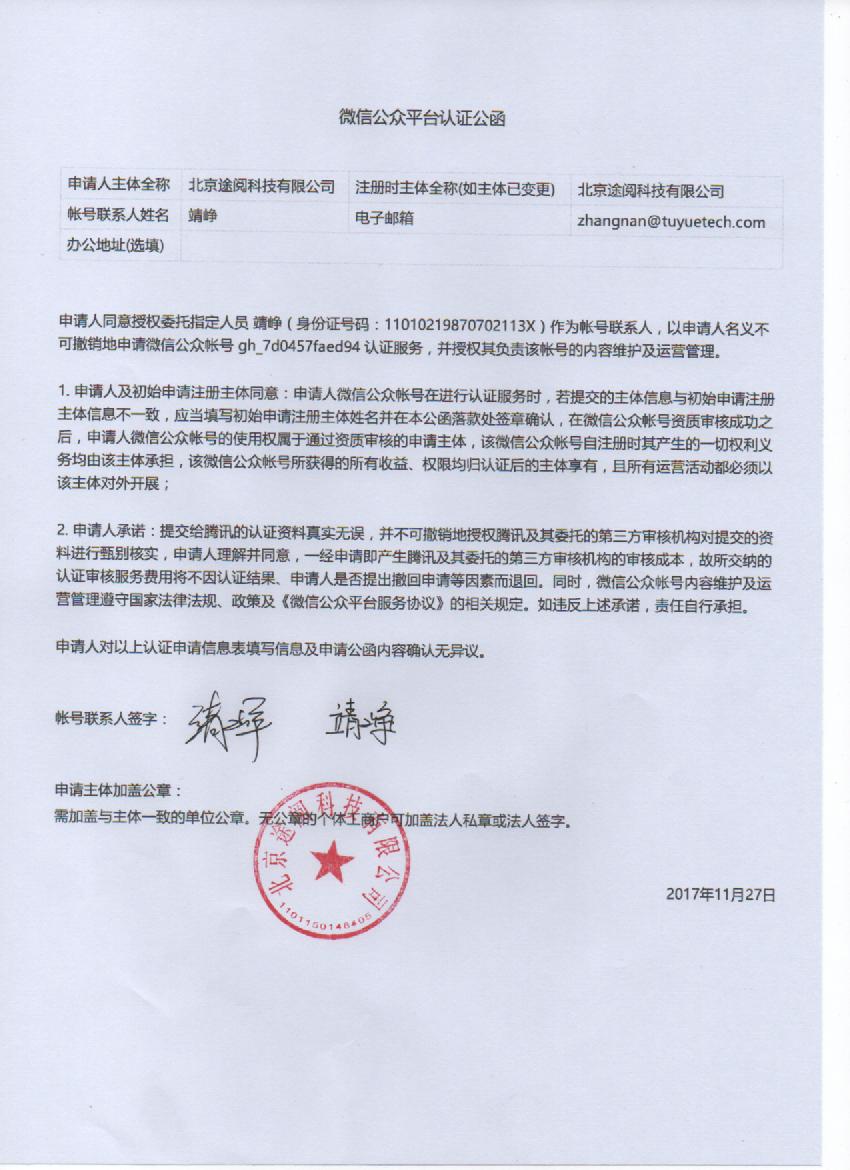 微信公众平台认证公函
申请人主体全称 北京途阅科技有限公司 注册时主体全称(如主体已变更) 北京途阅科技有限公司
帐号联系人姓名 靖峥 电子邮箱 zhangnan@tuyuetech.com
办公地址(选填)
申请人同意授权委托指定人员 靖峥（身份证号码：11010219870702113X）作为帐号联系人，以申请人名义不
可撤销地申请微信公众帐号 gh_7d0457faed94 认证服务，并授权其负责该帐号的内容维护及运营管理。
1. 申请人及初始申请注册主体同意：申请人微信公众帐号在进行认证服务时，若提交的主体信息与初始申请注册
主体信息不一致，应当填写初始申请注册主体姓名并在本公函落款处签章确认，在微信公众帐号资质审核成功之
后，申请人微信公众帐号的使用权属于通过资质审核的申请主体，该微信公众帐号自注册时其产生的一切权利义
务均由该主体承担，该微信公众帐号所获得的所有收益、权限均归认证后的主体享有，且所有运营活动都必须以
该主体对外开展；
2. 申请人承诺：提交给腾讯的认证资料真实无误，并不可撤销地授权腾讯及其委托的第三方审核机构对提交的资
料进行甄别核实，申请人理解并同意，一经申请即产生腾讯及其委托的第三方审核机构的审核成本，故所交纳的
认证审核服务费用将不因认证结果、申请人是否提出撤回申请等因素而退回。同时，微信公众帐号内容维护及运
营管理遵守国家法律法规、政策及《微信公众平台服务协议》的相关规定。如违反上述承诺，责任自行承担。
申请人对以上认证申请信息表填写信息及申请公函内容确认无异议。
帐号联系人签字： 靖峥 靖峥
申请主体加盖公章：
需加盖与主体一致的单位公章。无公章的个体工商户可加盖法人私章或法人签字。
北京途阅科技有限公司
1101150148405
2017年11月27日